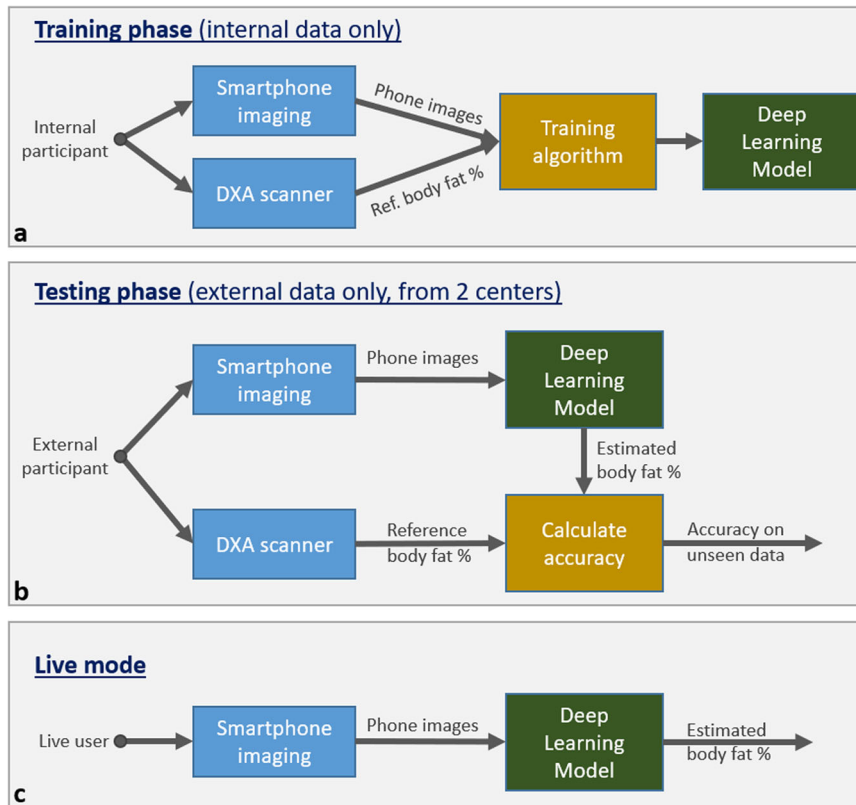 Training phase (internal data only)
Smartphone
imaging
Phone images
Internal
participant
Training
algorithm
Deep
Learning
Model
DXA scanner
Ref. body fat %
a
Testing phase (external data only, from 2 centers)
Smartphone
imaging
Phone images
Deep
Learning
Model
External
participant
Estimated
body fat %
DXA scanner
Reference
body fat %
Calculate
accuracy
Accuracy on
unseen data
b
Live mode
Live user
Smartphone
imaging
Phone images
Deep
Learning
Model
Estimated
body fat %
c